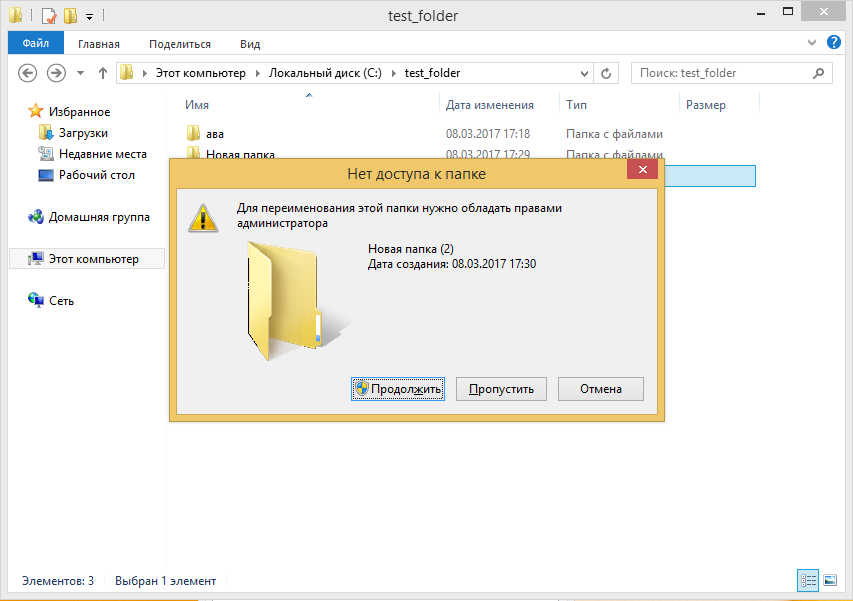 test_folder
Файл Главная Поделиться Вид
Этот компьютер Локальный диск (C:) test_folder
Поиск: test_folder
Имя Дата изменения Тип Размер
Избранное
Загрузки
Недавние места
Рабочий стол
Домашняя группа
Этот компьютер
Сеть
ава 08.03.2017 17:18 Папка с файлами
Новая папка 08.03.2017 17:29 Папка с файлами
Нет доступа к папке
Для переименования этой папки нужно обладать правами
администратора
Новая папка (2)
Дата создания: 08.03.2017 17:30
Продолжить Пропустить Отмена
Элементов: 3 Выбран 1 элемент